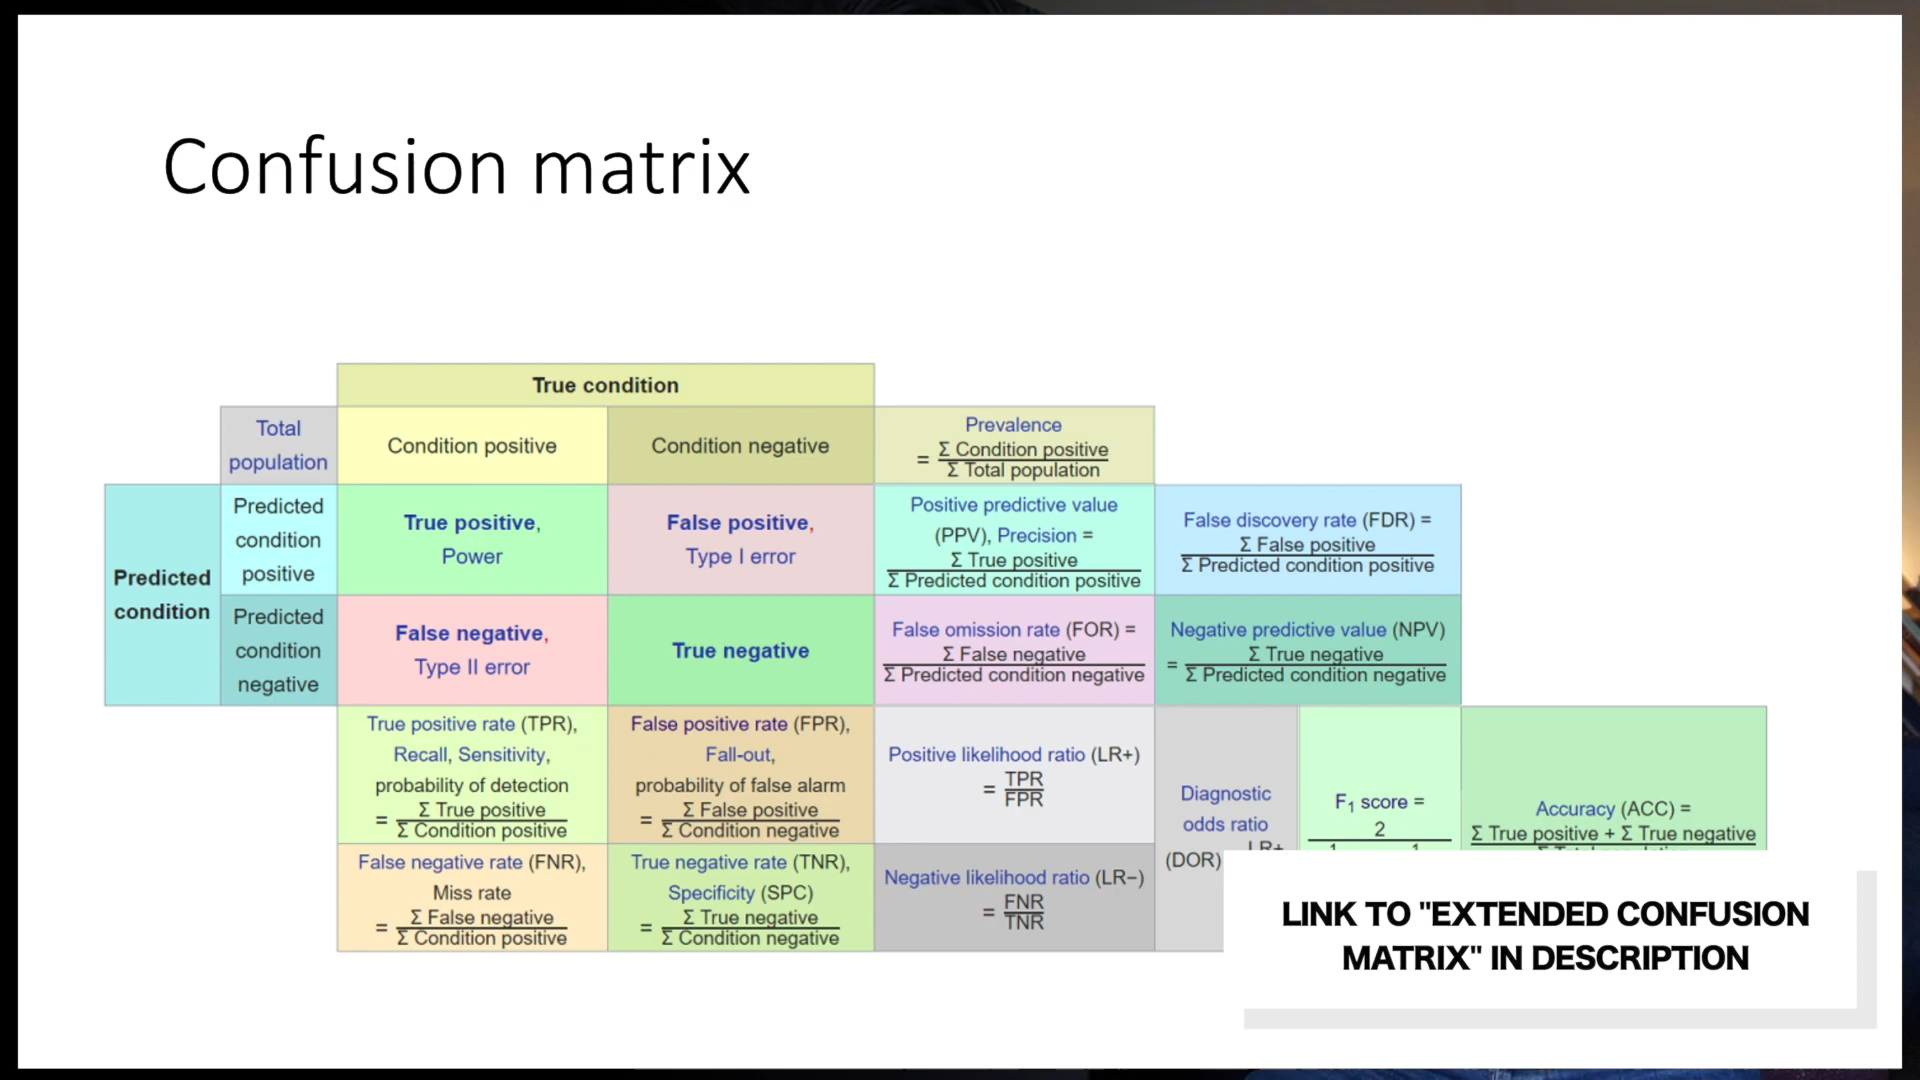 Confusion matrix
True condition
Total
population
Condition positive
Condition negative
Prevalence
= Σ Condition positive
Σ Total population
Predicted
condition
Predicted
condition
positive
True positive,
Power
False positive,
Type I error
Positive predictive value
(PPV), Precision =
Σ True positive
Σ Predicted condition positive
False discovery rate (FDR) =
Σ False positive
Σ Predicted condition positive
Predicted
condition
negative
False negative,
Type II error
True negative
False omission rate (FOR) =
Σ False negative
Σ Predicted condition negative
Negative predictive value (NPV)
= Σ True negative
Σ Predicted condition negative
True positive rate (TPR),
Recall, Sensitivity,
probability of detection
= Σ True positive
Σ Condition positive
False positive rate (FPR),
Fall-out,
probability of false alarm
= Σ False positive
Σ Condition negative
Positive likelihood ratio (LR+)
= TPR
FPR
Diagnostic
odds ratio
(DOR)
LR+
F1 score =
2
1 1
Accuracy (ACC) =
Σ True positive + Σ True negative
False negative rate (FNR),
Miss rate
= Σ False negative
Σ Condition positive
True negative rate (TNR),
Specificity (SPC)
= Σ True negative
Σ Condition negative
Negative likelihood ratio (LR−)
= FNR
TNR
LINK TO "EXTENDED CONFUSION
MATRIX" IN DESCRIPTION